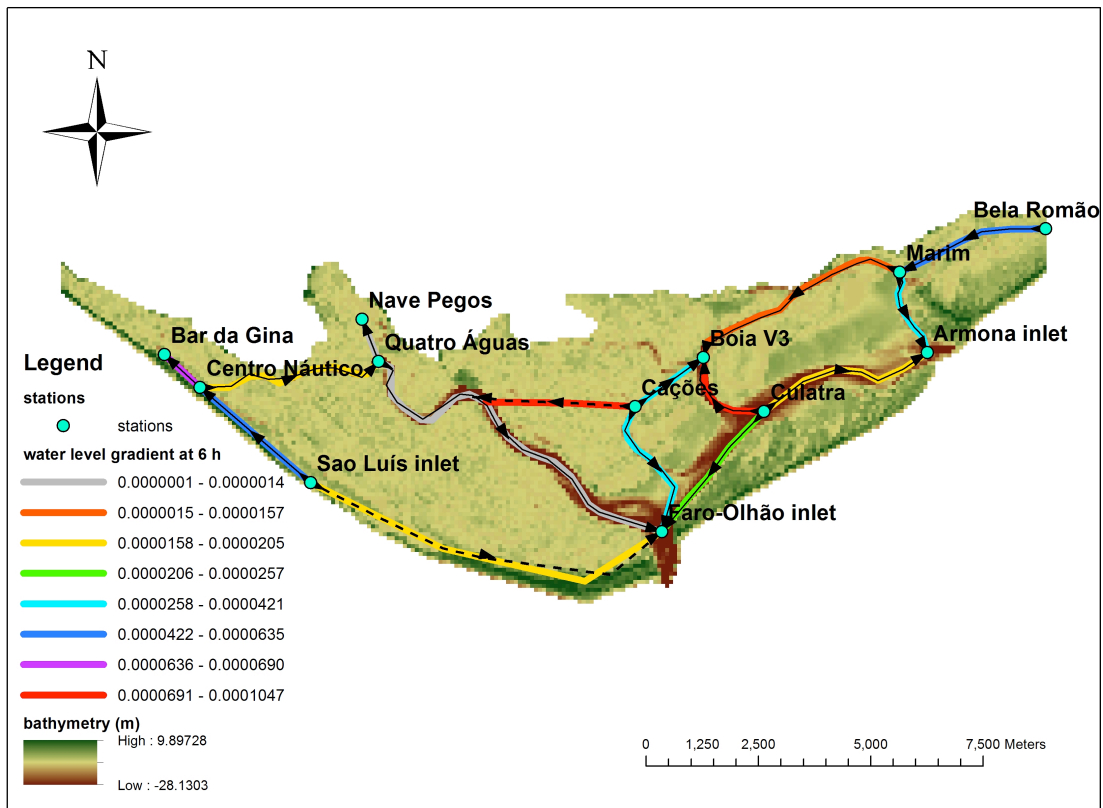 N
Bela Romão
Marim
Nave Pegos
Armona inlet
Bar da Gina
Quatro Águas
Boia V3
Centro Náutico
Cações
Culatra
Sao Luís inlet
Faro-Olhão inlet
Legend
stations
stations
water level gradient at 6 h
0.0000001 - 0.0000014
0.0000015 - 0.0000157
0.0000158 - 0.0000205
0.0000206 - 0.0000257
0.0000258 - 0.0000421
0.0000422 - 0.0000635
0.0000636 - 0.0000690
0.0000691 - 0.0001047
bathymetry (m)
High : 9.89728
Low : -28.1303
0 1,250 2,500 5,000 7,500 Meters